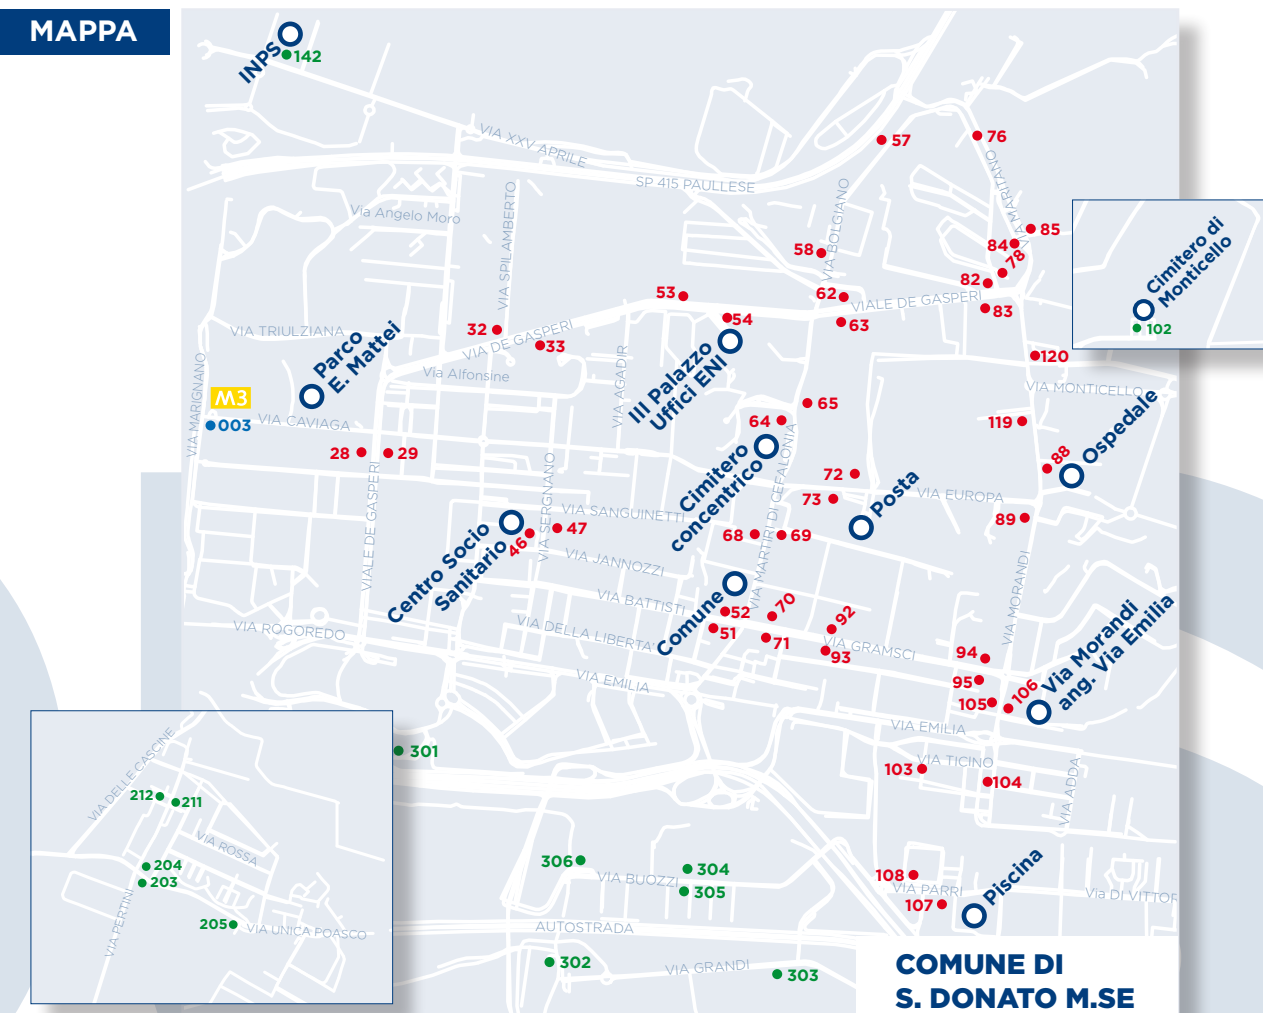 MAPPA
INPS
142
VIA XXV APRILE
57
76
SP 415 PAULLESE
VIA MARITANO
Via Angelo Moro
VIA SPILAMBERTO
VIA BOLGIANO
85
84
78
58
82
Cimitero di
Monticello
102
53
62
VIALE DE GASPERI
83
54
63
32
VIA TRIULZIANA
VIA DE GASPERI
33
Parco
E. Mattei
III Palazzo
Uffici ENI
120
Via Alfonsine
VIA AGADIR
VIA MARIGNANO
M3
003
VIA CAVIAGA
VIA MONTICELLO
65
64
119
Ospedale
88
28
29
Cimitero
concentrico
72
73
Posta
VIA EUROPA
89
VIALE DE GASPERI
VIA SERGNANO
VIA SANGUINETTI
VIA MARTIRI DI CEFALONIA
Centro Socio
Sanitario
46
47
68
69
VIA JANNOZZI
VIA MORANDI
Comune
VIA BATTISTI
52
51
70
71
92
93
VIA GRAMSCI
VIA ROGOREDO
VIA DELLA LIBERTA'
94
95
105
106
Via Morandi
ang. Via Emilia
VIA EMILIA
VIA EMILIA
301
VIA TICINO
103
104
VIA ADDA
VIA DELLE CASCINE
212
211
VIA ROSSA
204
203
205
VIA UNICA POASCO
VIA PERTINI
306
304
VIA BUOZZI
305
108
VIA PARRI
107
Piscina
Via DI VITTOR
AUTOSTRADA
302
VIA GRANDI
303
COMUNE DI
S. DONATO M.SE